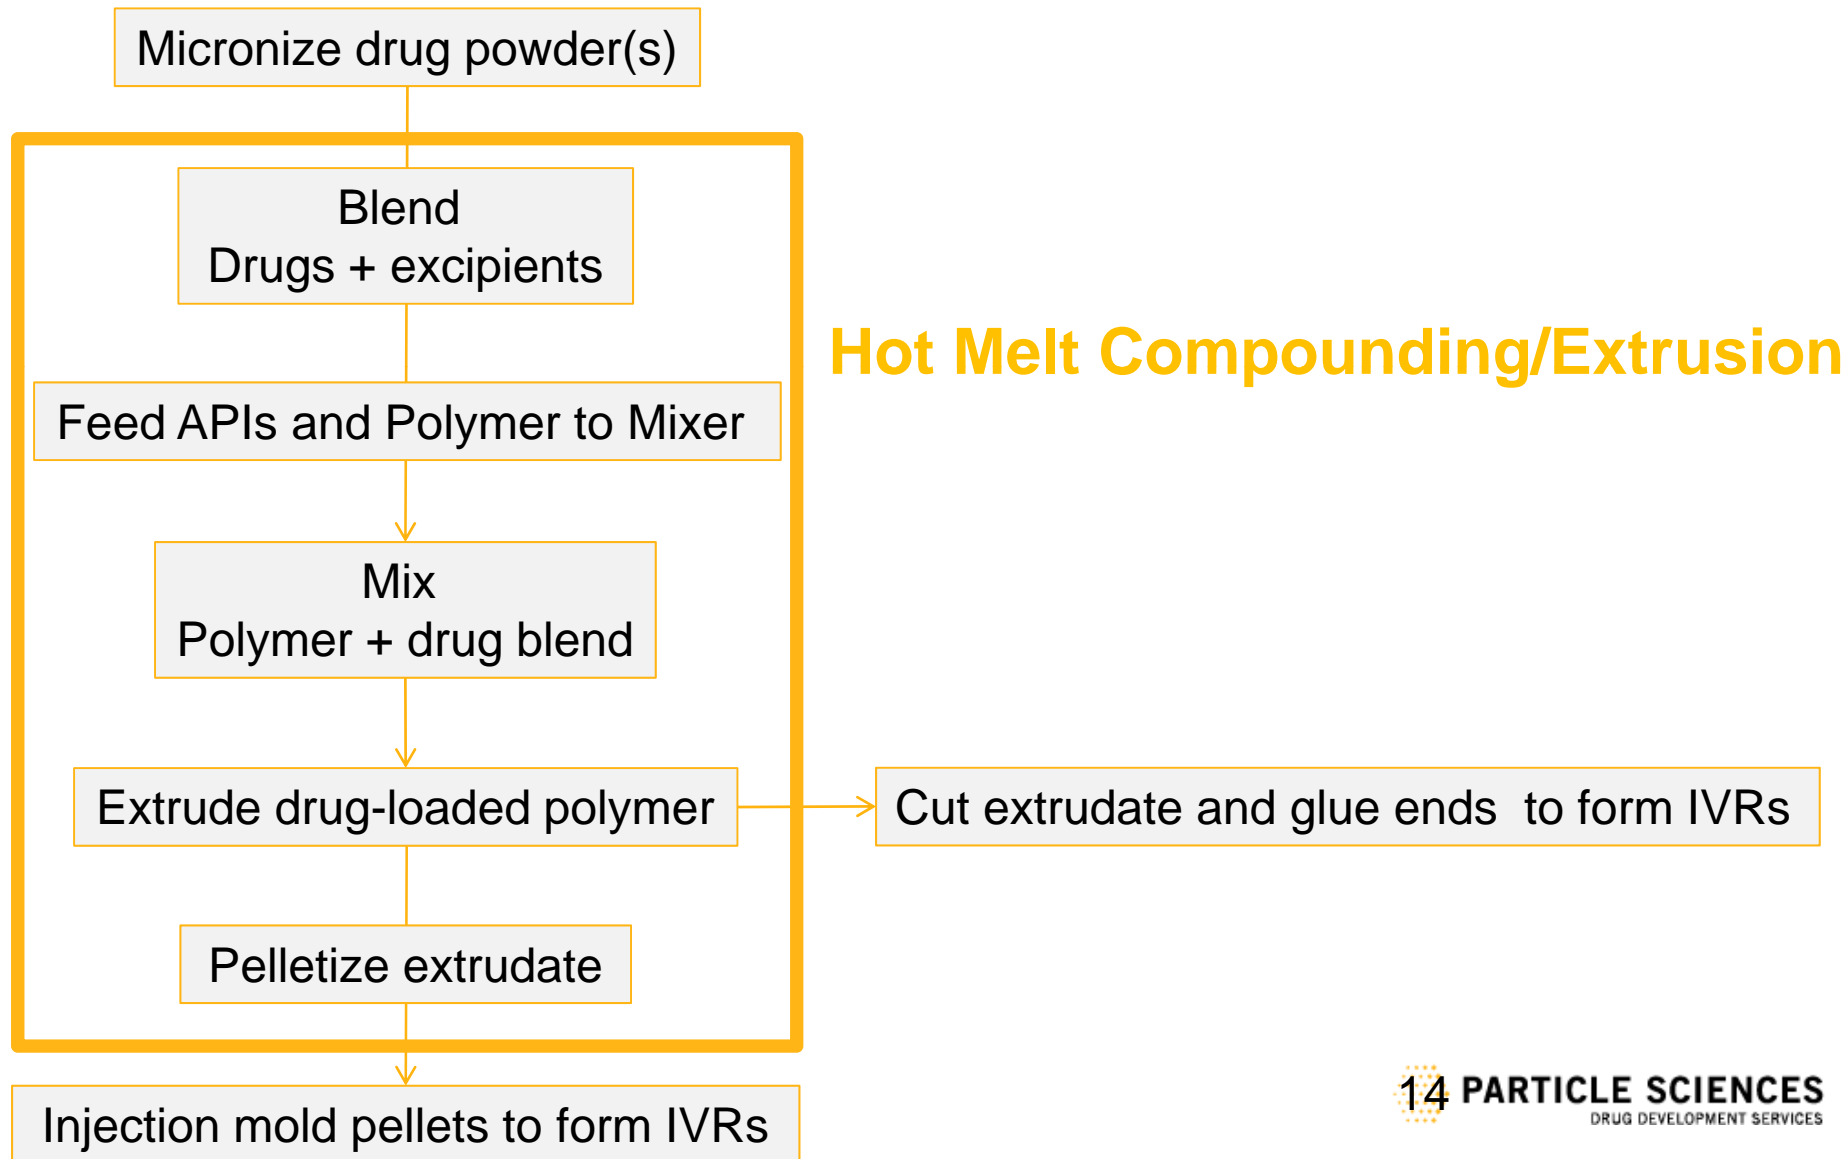 Micronize drug powder(s)
Blend
Drugs + excipients
Hot Melt Compounding/Extrusion
Feed APIs and Polymer to Mixer
Mix
Polymer + drug blend
Extrude drug-loaded polymer
Cut extrudate and glue ends to form IVRs
Pelletize extrudate
Injection mold pellets to form IVRs
14 PARTICLE SCIENCES
DRUG DEVELOPMENT SERVICES